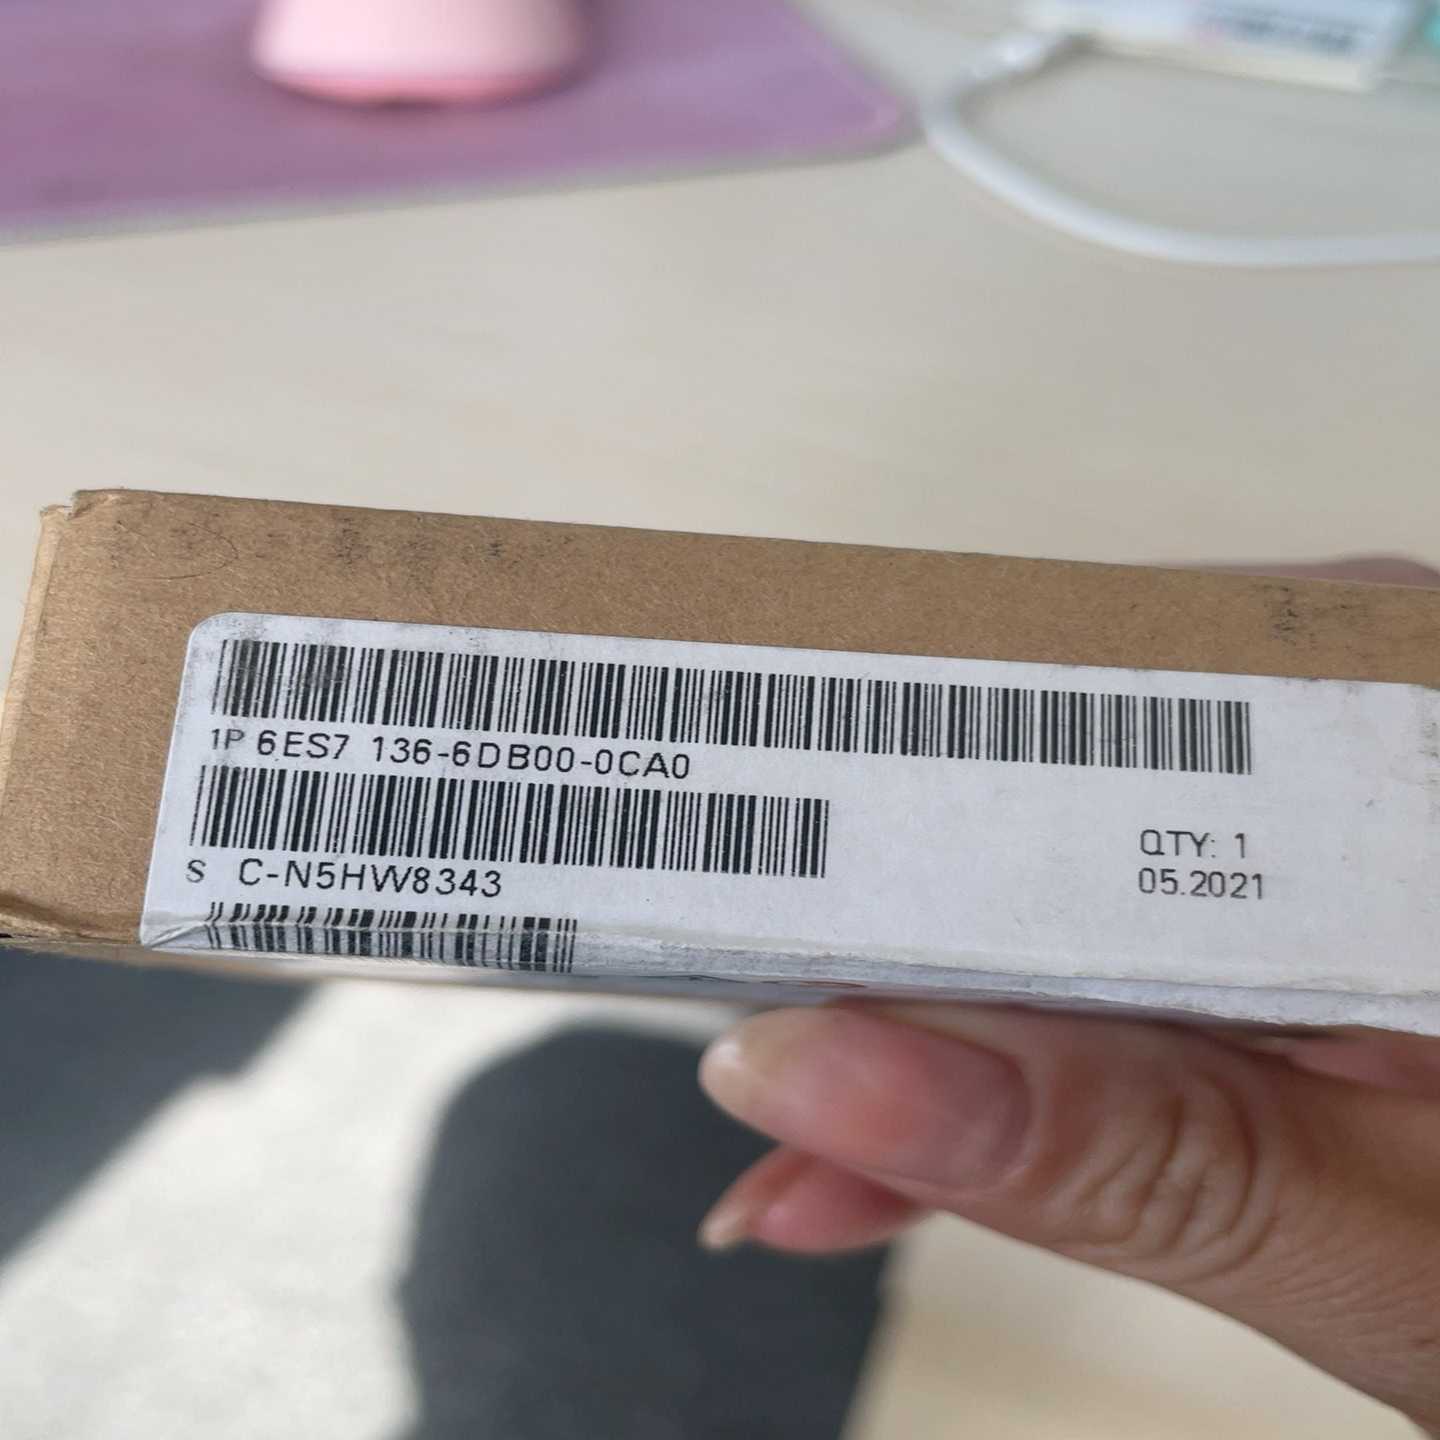 1P 6ES7 136-6DB00-0CA0
S C-N5HW8343
QTY: 1
05.2021